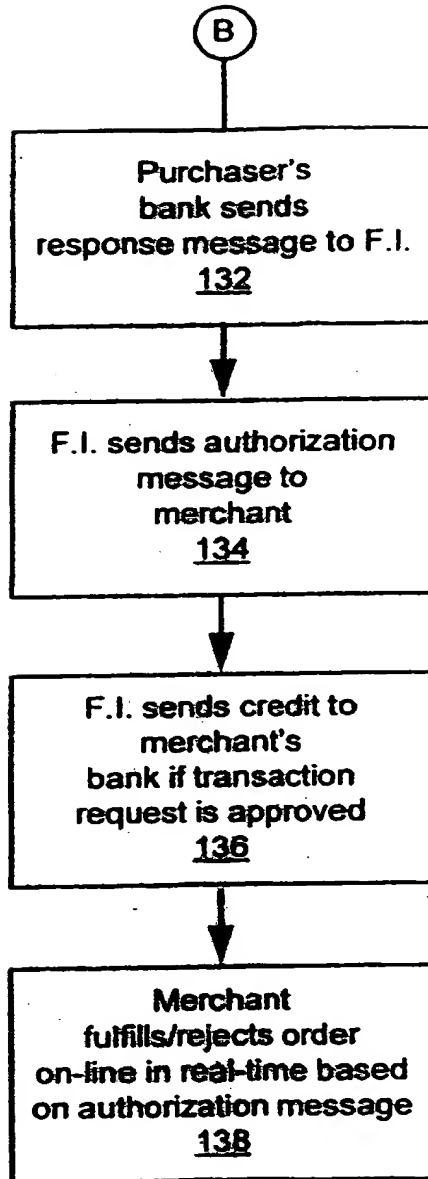 B
Purchaser's
bank sends
response message to F.I.
132
F.I. sends authorization
message to
merchant
134
F.I. sends credit to
merchant's
bank if transaction
request is approved
136
Merchant
fulfills/rejects order
on-line in real-time based
on authorization message
138